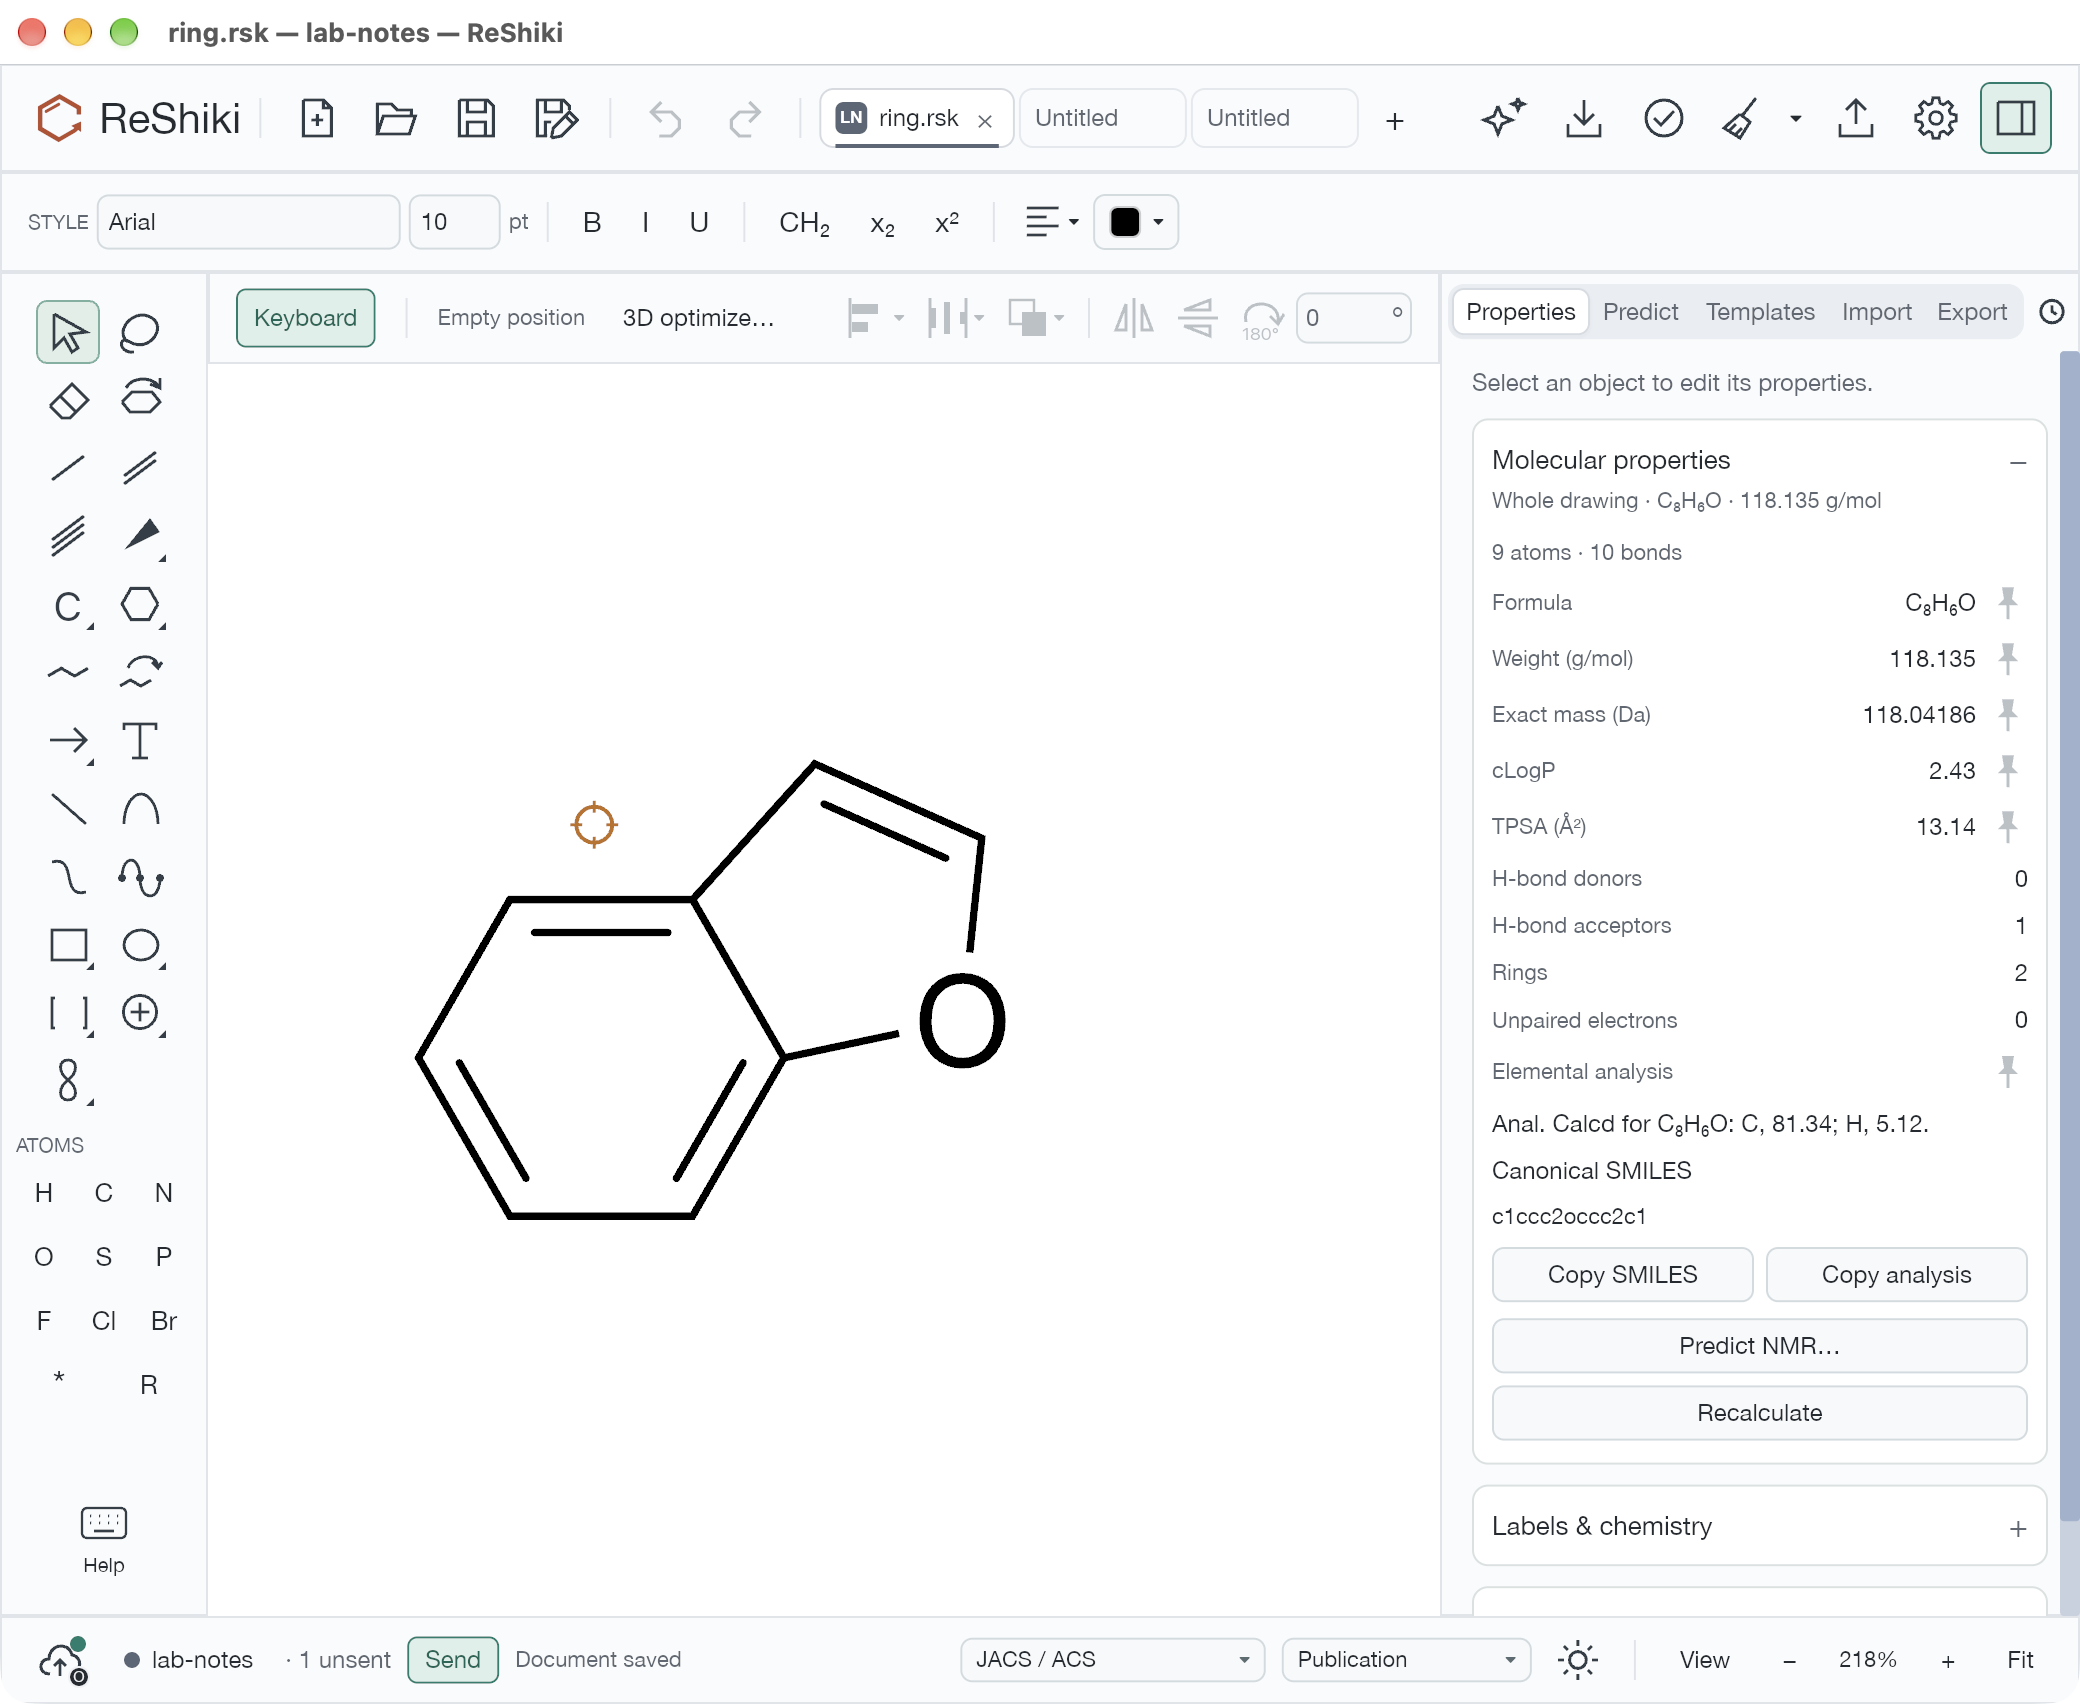 ring.rsk — lab-notes — ReShiki
ReShiki
LN ring.rsk ×
Untitled
Untitled
+
STYLE Arial 10 pt B I U CH₂ x₂ x²
Keyboard Empty position 3D optimize... 180° 0 °
Properties Predict Templates Import Export
Select an object to edit its properties.
Molecular properties −
Whole drawing · C₈H₆O · 118.135 g/mol
9 atoms · 10 bonds
Formula C₈H₆O
Weight (g/mol) 118.135
Exact mass (Da) 118.04186
cLogP 2.43
TPSA (Å²) 13.14
H-bond donors 0
H-bond acceptors 1
Rings 2
Unpaired electrons 0
Elemental analysis
Anal. Calcd for C₈H₆O: C, 81.34; H, 5.12.
Canonical SMILES
c1ccc2occc2c1
Copy SMILES Copy analysis
Predict NMR...
Recalculate
Labels & chemistry +
C
T
[ ]
ATOMS
H C N
O S P
F Cl Br
* R
Help
O
lab-notes · 1 unsent Send Document saved
JACS / ACS Publication View − 218% + Fit